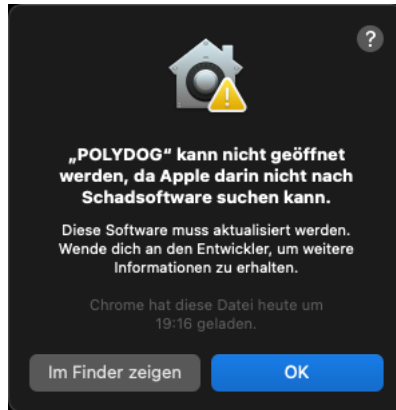 ?
„POLYDOG“ kann nicht geöffnet
werden, da Apple darin nicht nach
Schadsoftware suchen kann.
Diese Software muss aktualisiert werden.
Wende dich an den Entwickler, um weitere
Informationen zu erhalten.
Chrome hat diese Datei heute um
19:16 geladen.
Im Finder zeigen
OK